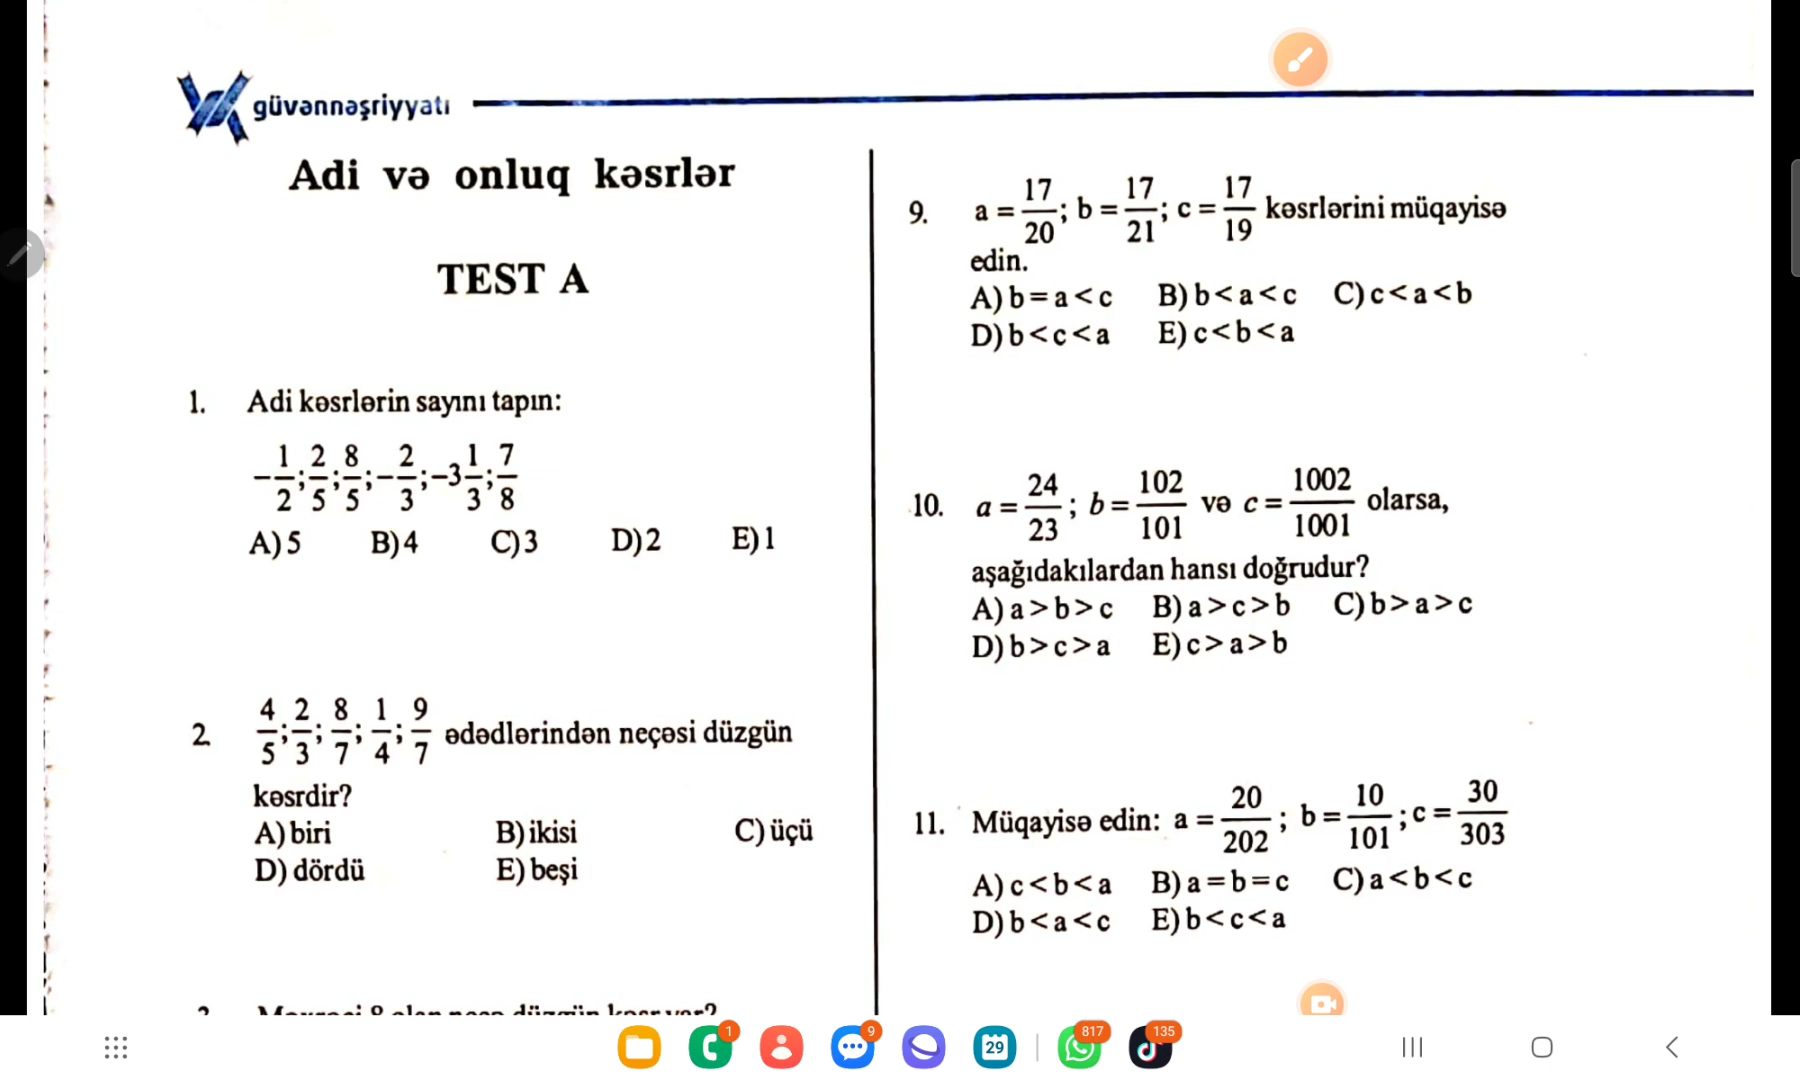 güvənnəşriyyatı
Adi və onluq kəsrlər
TEST A
1. Adi kəsrlərin sayını tapın:
-1/2; 2/5; 8/5; -2/3; -3 1/3; 7/8
A) 5 B) 4 C) 3 D) 2 E) 1
2. 4/5; 2/3; 8/7; 1/4; 9/7 ədədlərindən neçəsi düzgün
kəsrdir?
A) biri B) ikisi C) üçü
D) dördü E) beşi
9. a = 17/20; b = 17/21; c = 17/19 kəsrlərini müqayisə
edin.
A) b = a < c B) b < a < c C) c < a < b
D) b < c < a E) c < b < a
10. a = 24/23; b = 102/101 və c = 1002/1001 olarsa,
aşağıdakılardan hansı doğrudur?
A) a > b > c B) a > c > b C) b > a > c
D) b > c > a E) c > a > b
11. Müqayisə edin: a = 20/202; b = 10/101; c = 30/303
A) c < b < a B) a = b = c C) a < b < c
D) b < a < c E) b < c < a
1 9 29 817 135